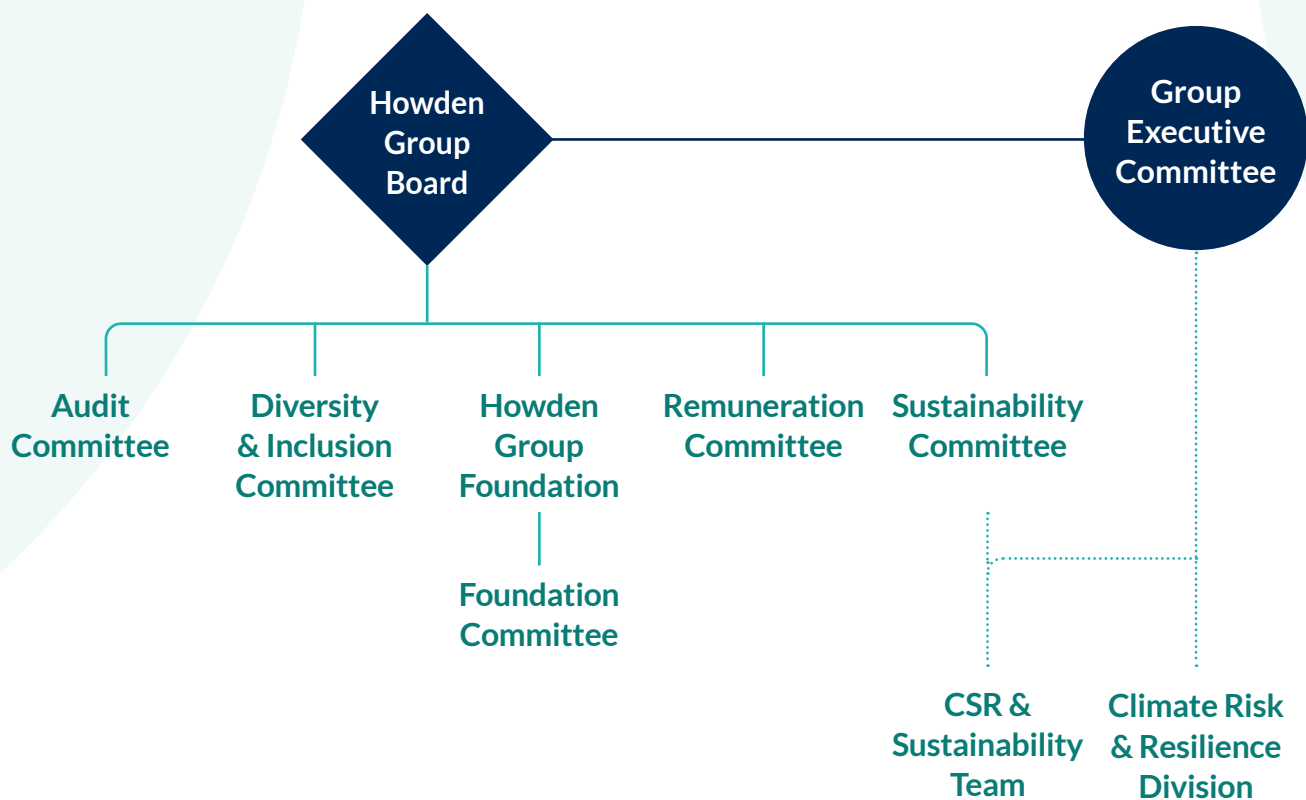 Howden
Group
Board
Group
Executive
Committee
Audit
Committee
Diversity
& Inclusion
Committee
Howden
Group
Foundation
Remuneration
Committee
Sustainability
Committee
Foundation
Committee
CSR &
Sustainability
Team
Climate Risk
& Resilience
Division